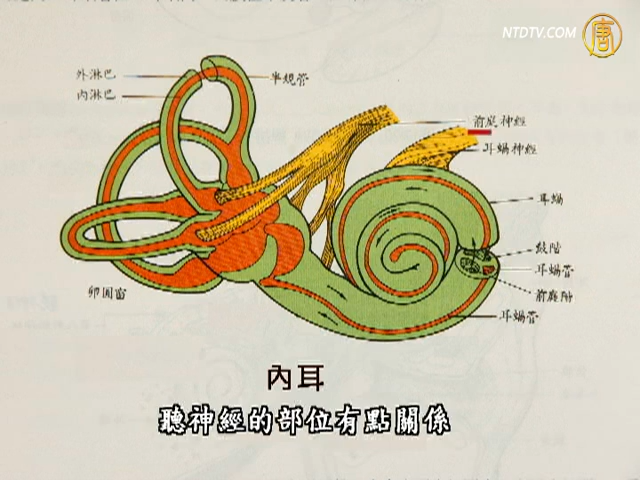 NTDTV.COM 唐
外淋巴
內淋巴
半規管
前庭神經
耳蝸神經
耳蝸
鼓階
耳蝸管
前庭階
耳蝸管
卵圓窗
內耳
聽神經的部位有點關係